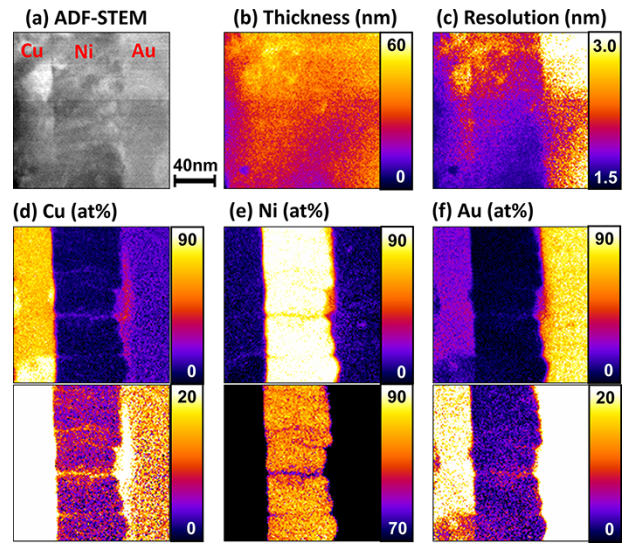 (a) ADF-STEM
(b) Thickness (nm)
(c) Resolution (nm)
Cu Ni Au
60
0
3.0
1.5
40nm
(d) Cu (at%)
(e) Ni (at%)
(f) Au (at%)
90
0
90
0
90
0
20
0
90
70
20
0